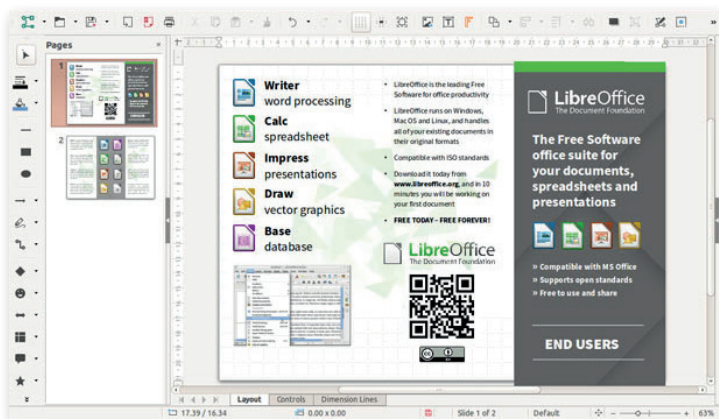 Pages
1
2
Writer
word processing
Calc
spreadsheet
Impress
presentations
Draw
vector graphics
Base
database
• LibreOffice is the leading Free
Software for office productivity
• LibreOffice runs on Windows,
Mac OS and Linux, and handles
all of your existing documents in
their original formats
• Compatible with ISO standards
• Download it today from
www.libreoffice.org, and in 10
minutes you will be working on
your first document
• FREE TODAY – FREE FOREVER!
LibreOffice
The Document Foundation
LibreOffice
The Document Foundation
The Free Software
office suite for
your documents,
spreadsheets and
presentations
» Compatible with MS Office
» Supports open standards
» Free to use and share
END USERS
Layout
Controls
Dimension Lines
17.39 / 16.34
0.00 x 0.00
Slide 1 of 2
Default
63%